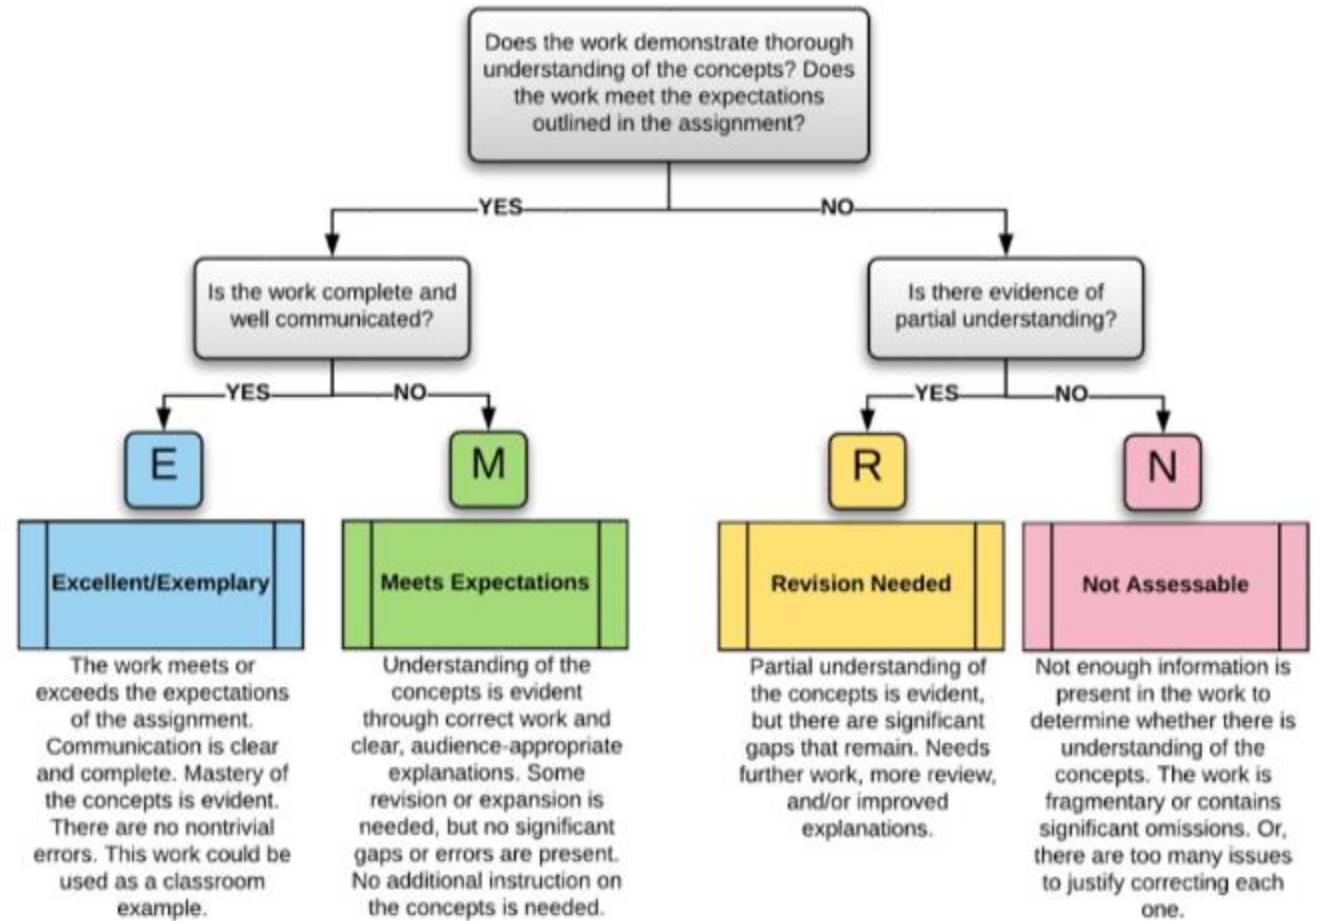 Does the work demonstrate thorough
understanding of the concepts? Does
the work meet the expectations
outlined in the assignment?
YES
NO
Is the work complete and
well communicated?
Is there evidence of
partial understanding?
YES
NO
YES
NO
E
M
R
N
Excellent/Exemplary
Meets Expectations
Revision Needed
Not Assessable
The work meets or
exceeds the expectations
of the assignment.
Communication is clear
and complete. Mastery of
the concepts is evident.
There are no nontrivial
errors. This work could be
used as a classroom
example.
Understanding of the
concepts is evident
through correct work and
clear, audience-appropriate
explanations. Some
revision or expansion is
needed, but no significant
gaps or errors are present.
No additional instruction on
the concepts is needed.
Partial understanding of
the concepts is evident,
but there are significant
gaps that remain. Needs
further work, more review,
and/or improved
explanations.
Not enough information is
present in the work to
determine whether there is
understanding of the
concepts. The work is
fragmentary or contains
significant omissions. Or,
there are too many issues
to justify correcting each
one.